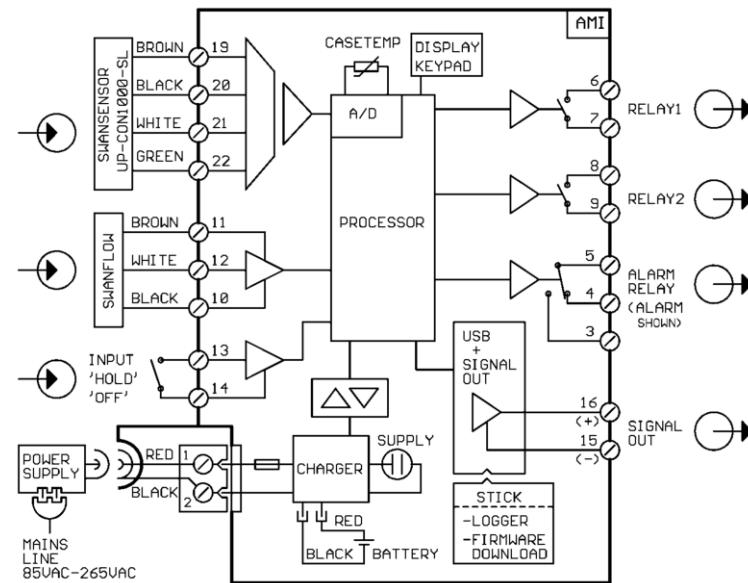 AMI
SWANSENSOR
UP-CON1000-SL
BROWN 19
BLACK 20
WHITE 21
GREEN 22
CASETEMP
DISPLAY
KEYPAD
A/D
PROCESSOR
6
7
RELAY1
8
9
RELAY2
SWANFLOW
BROWN 11
WHITE 12
BLACK 10
5
4
3
ALARM
RELAY
(ALARM
SHOWN)
INPUT
'HOLD'
'OFF'
13
14
USB
+
SIGNAL
OUT
16
(+)
15
(-)
SIGNAL
OUT
POWER
SUPPLY
RED
BLACK
1
2
CHARGER
SUPPLY
RED
BLACK
BATTERY
STICK
-LOGGER
-FIRMWARE
DOWNLOAD
MAINS
LINE
85VAC-265VAC